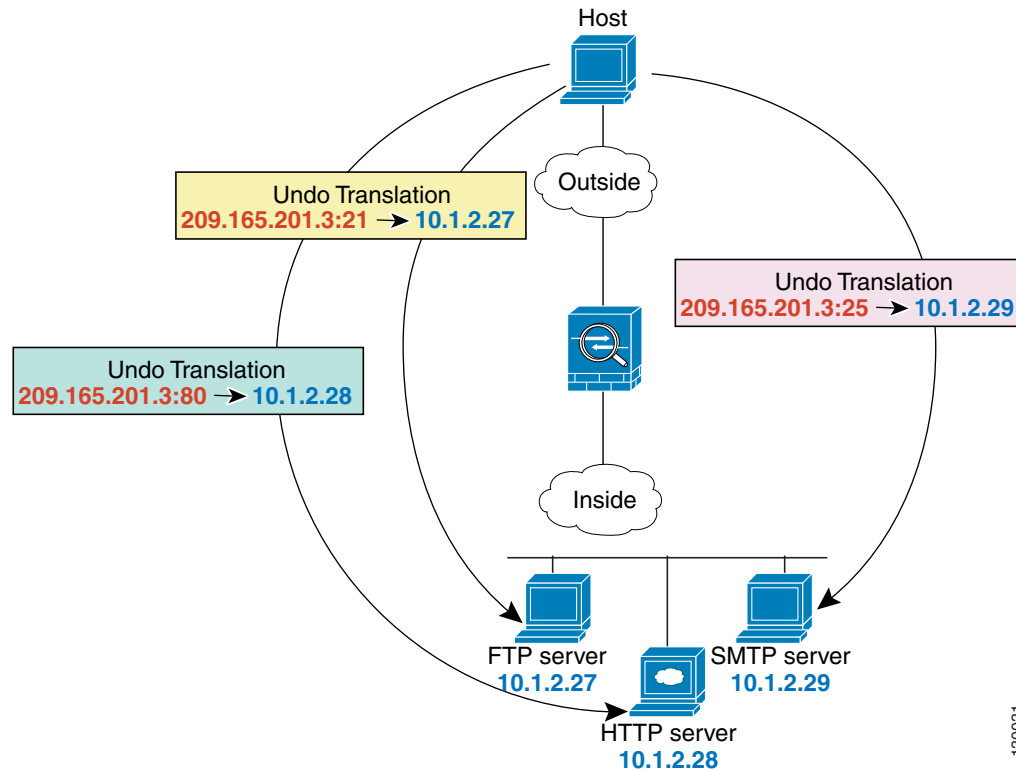 Host
Outside
Undo Translation
209.165.201.3:21 → 10.1.2.27
Undo Translation
209.165.201.3:25 → 10.1.2.29
Undo Translation
209.165.201.3:80 → 10.1.2.28
Inside
FTP server
10.1.2.27
SMTP server
10.1.2.29
HTTP server
10.1.2.28